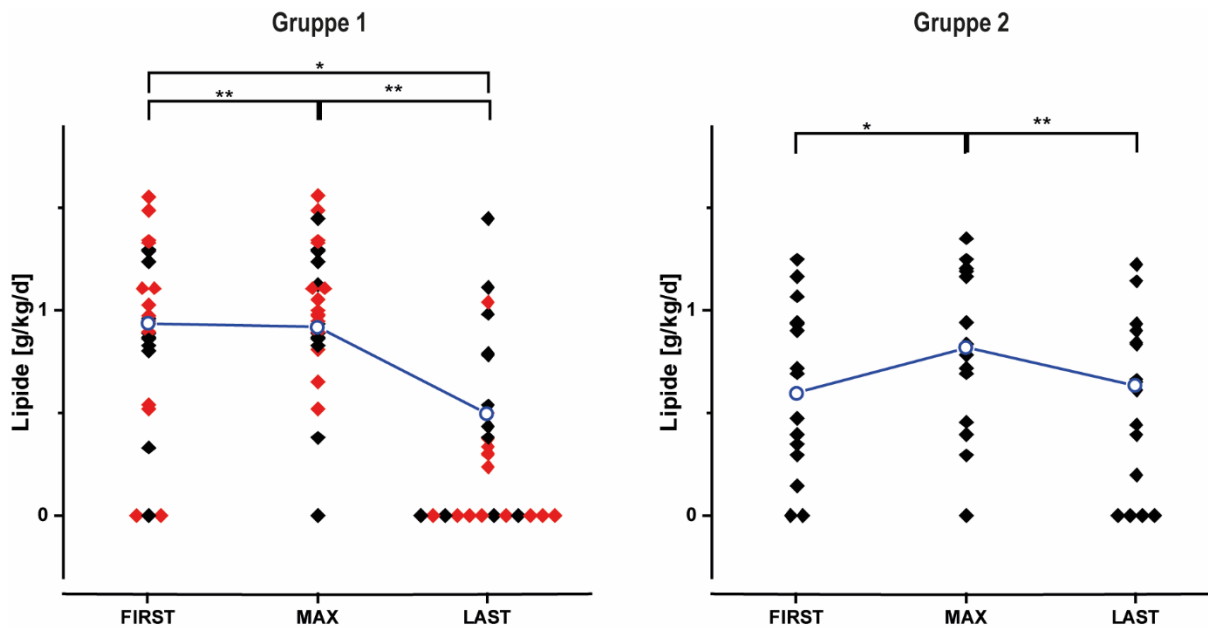 Gruppe 1
Gruppe 2
*
**
**
*
**
Lipide [g/kg/d]
1
0
FIRST
MAX
LAST
Lipide [g/kg/d]
1
0
FIRST
MAX
LAST